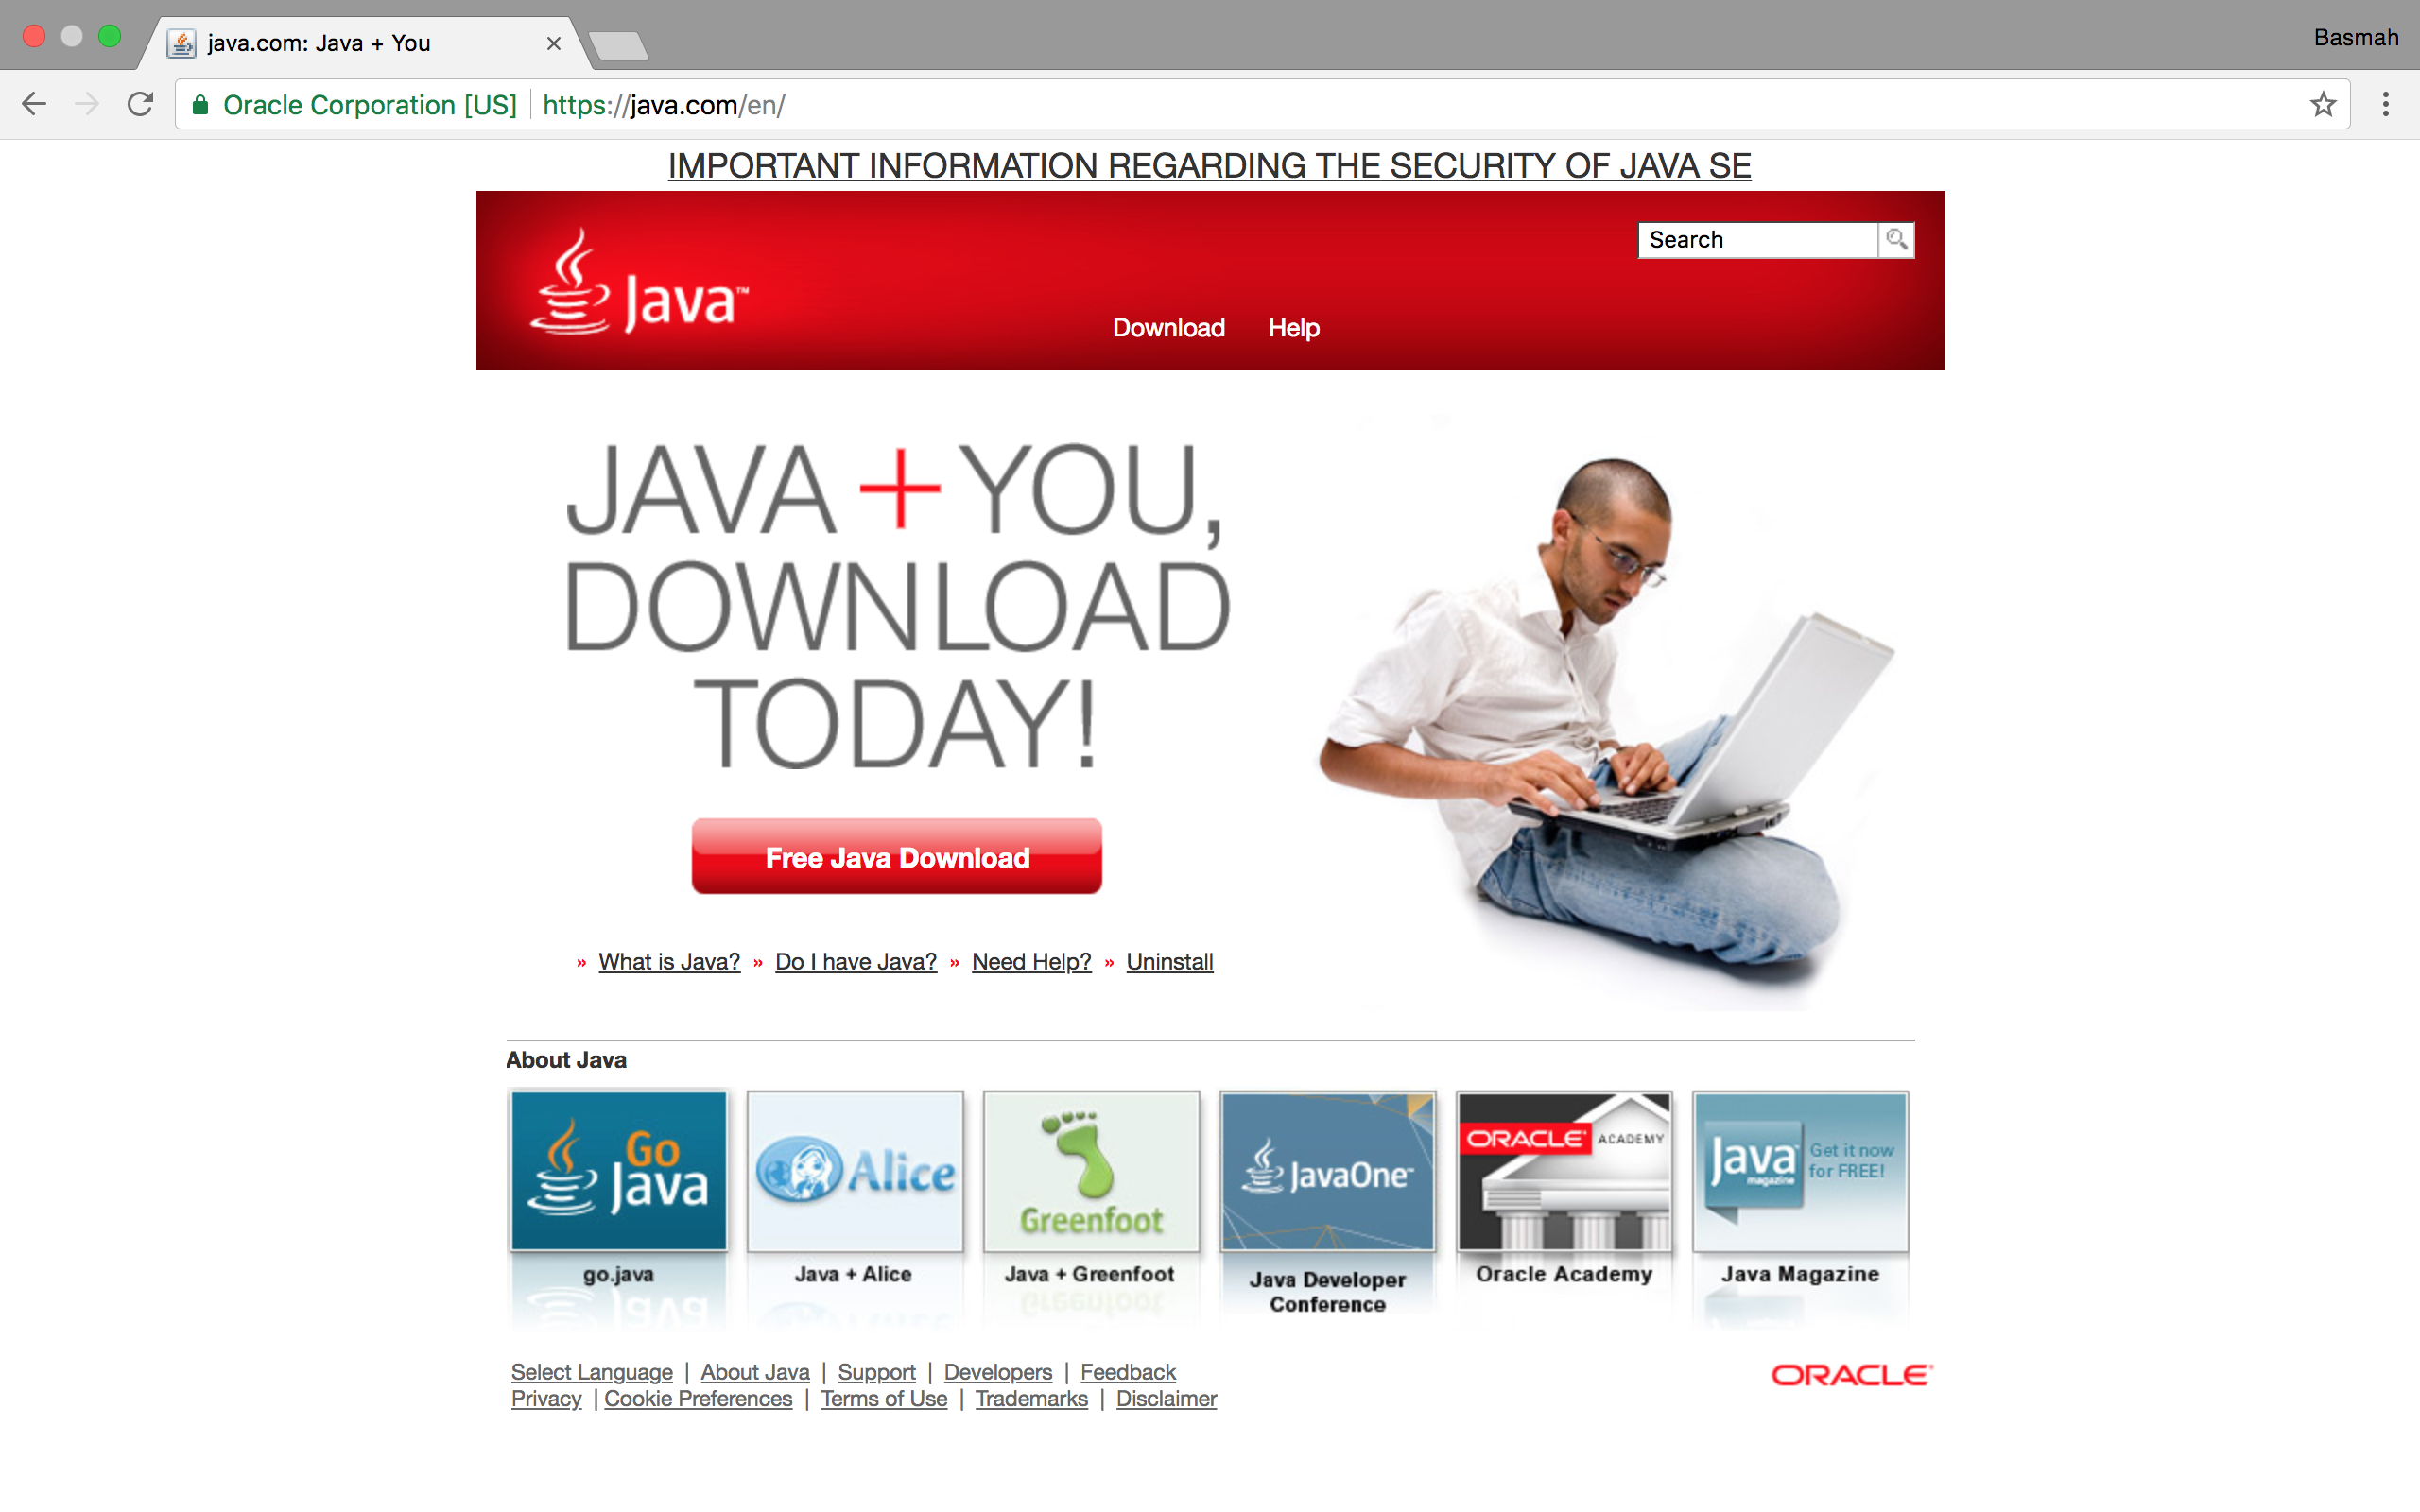 java.com: Java + You
Basmah
Oracle Corporation [US] https://java.com/en/
IMPORTANT INFORMATION REGARDING THE SECURITY OF JAVA SE
Search
Java™
Download Help
JAVA + YOU,
DOWNLOAD
TODAY!
Free Java Download
» What is Java? » Do I have Java? » Need Help? » Uninstall
About Java
Go
Java
Alice
Greenfoot
JavaOne™
ORACLE® ACADEMY
Java magazine
Get it now
for FREE!
go.java
Java + Alice
Java + Greenfoot
Java Developer
Conference
Oracle Academy
Java Magazine
Select Language | About Java | Support | Developers | Feedback
Privacy | Cookie Preferences | Terms of Use | Trademarks | Disclaimer
ORACLE®